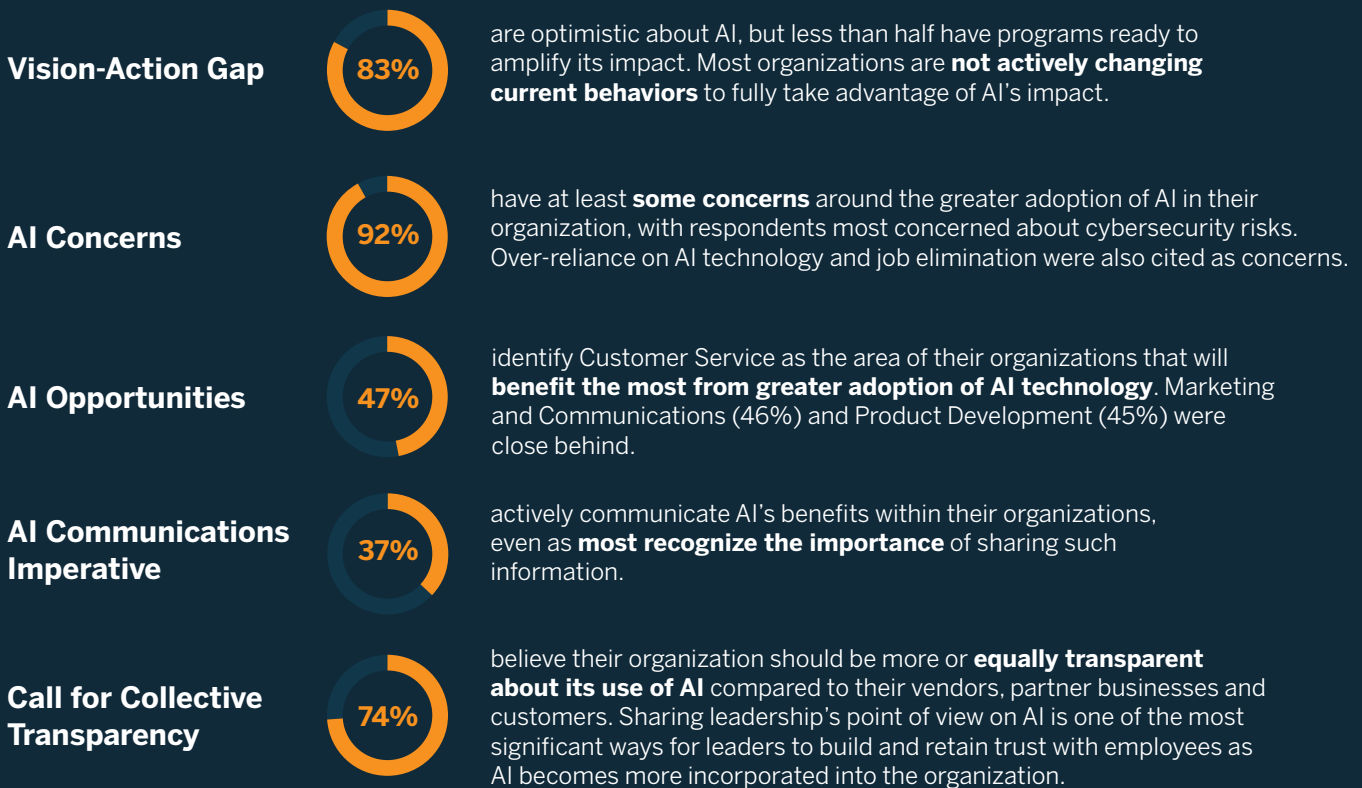 Vision-Action Gap
83%
are optimistic about AI, but less than half have programs ready to
amplify its impact. Most organizations are not actively changing
current behaviors to fully take advantage of AI’s impact.
AI Concerns
92%
have at least some concerns around the greater adoption of AI in their
organization, with respondents most concerned about cybersecurity risks.
Over-reliance on AI technology and job elimination were also cited as concerns.
AI Opportunities
47%
identify Customer Service as the area of their organizations that will
benefit the most from greater adoption of AI technology. Marketing
and Communications (46%) and Product Development (45%) were
close behind.
AI Communications
Imperative
37%
actively communicate AI’s benefits within their organizations,
even as most recognize the importance of sharing such
information.
Call for Collective
Transparency
74%
believe their organization should be more or equally transparent
about its use of AI compared to their vendors, partner businesses and
customers. Sharing leadership’s point of view on AI is one of the most
significant ways for leaders to build and retain trust with employees as
AI becomes more incorporated into the organization.